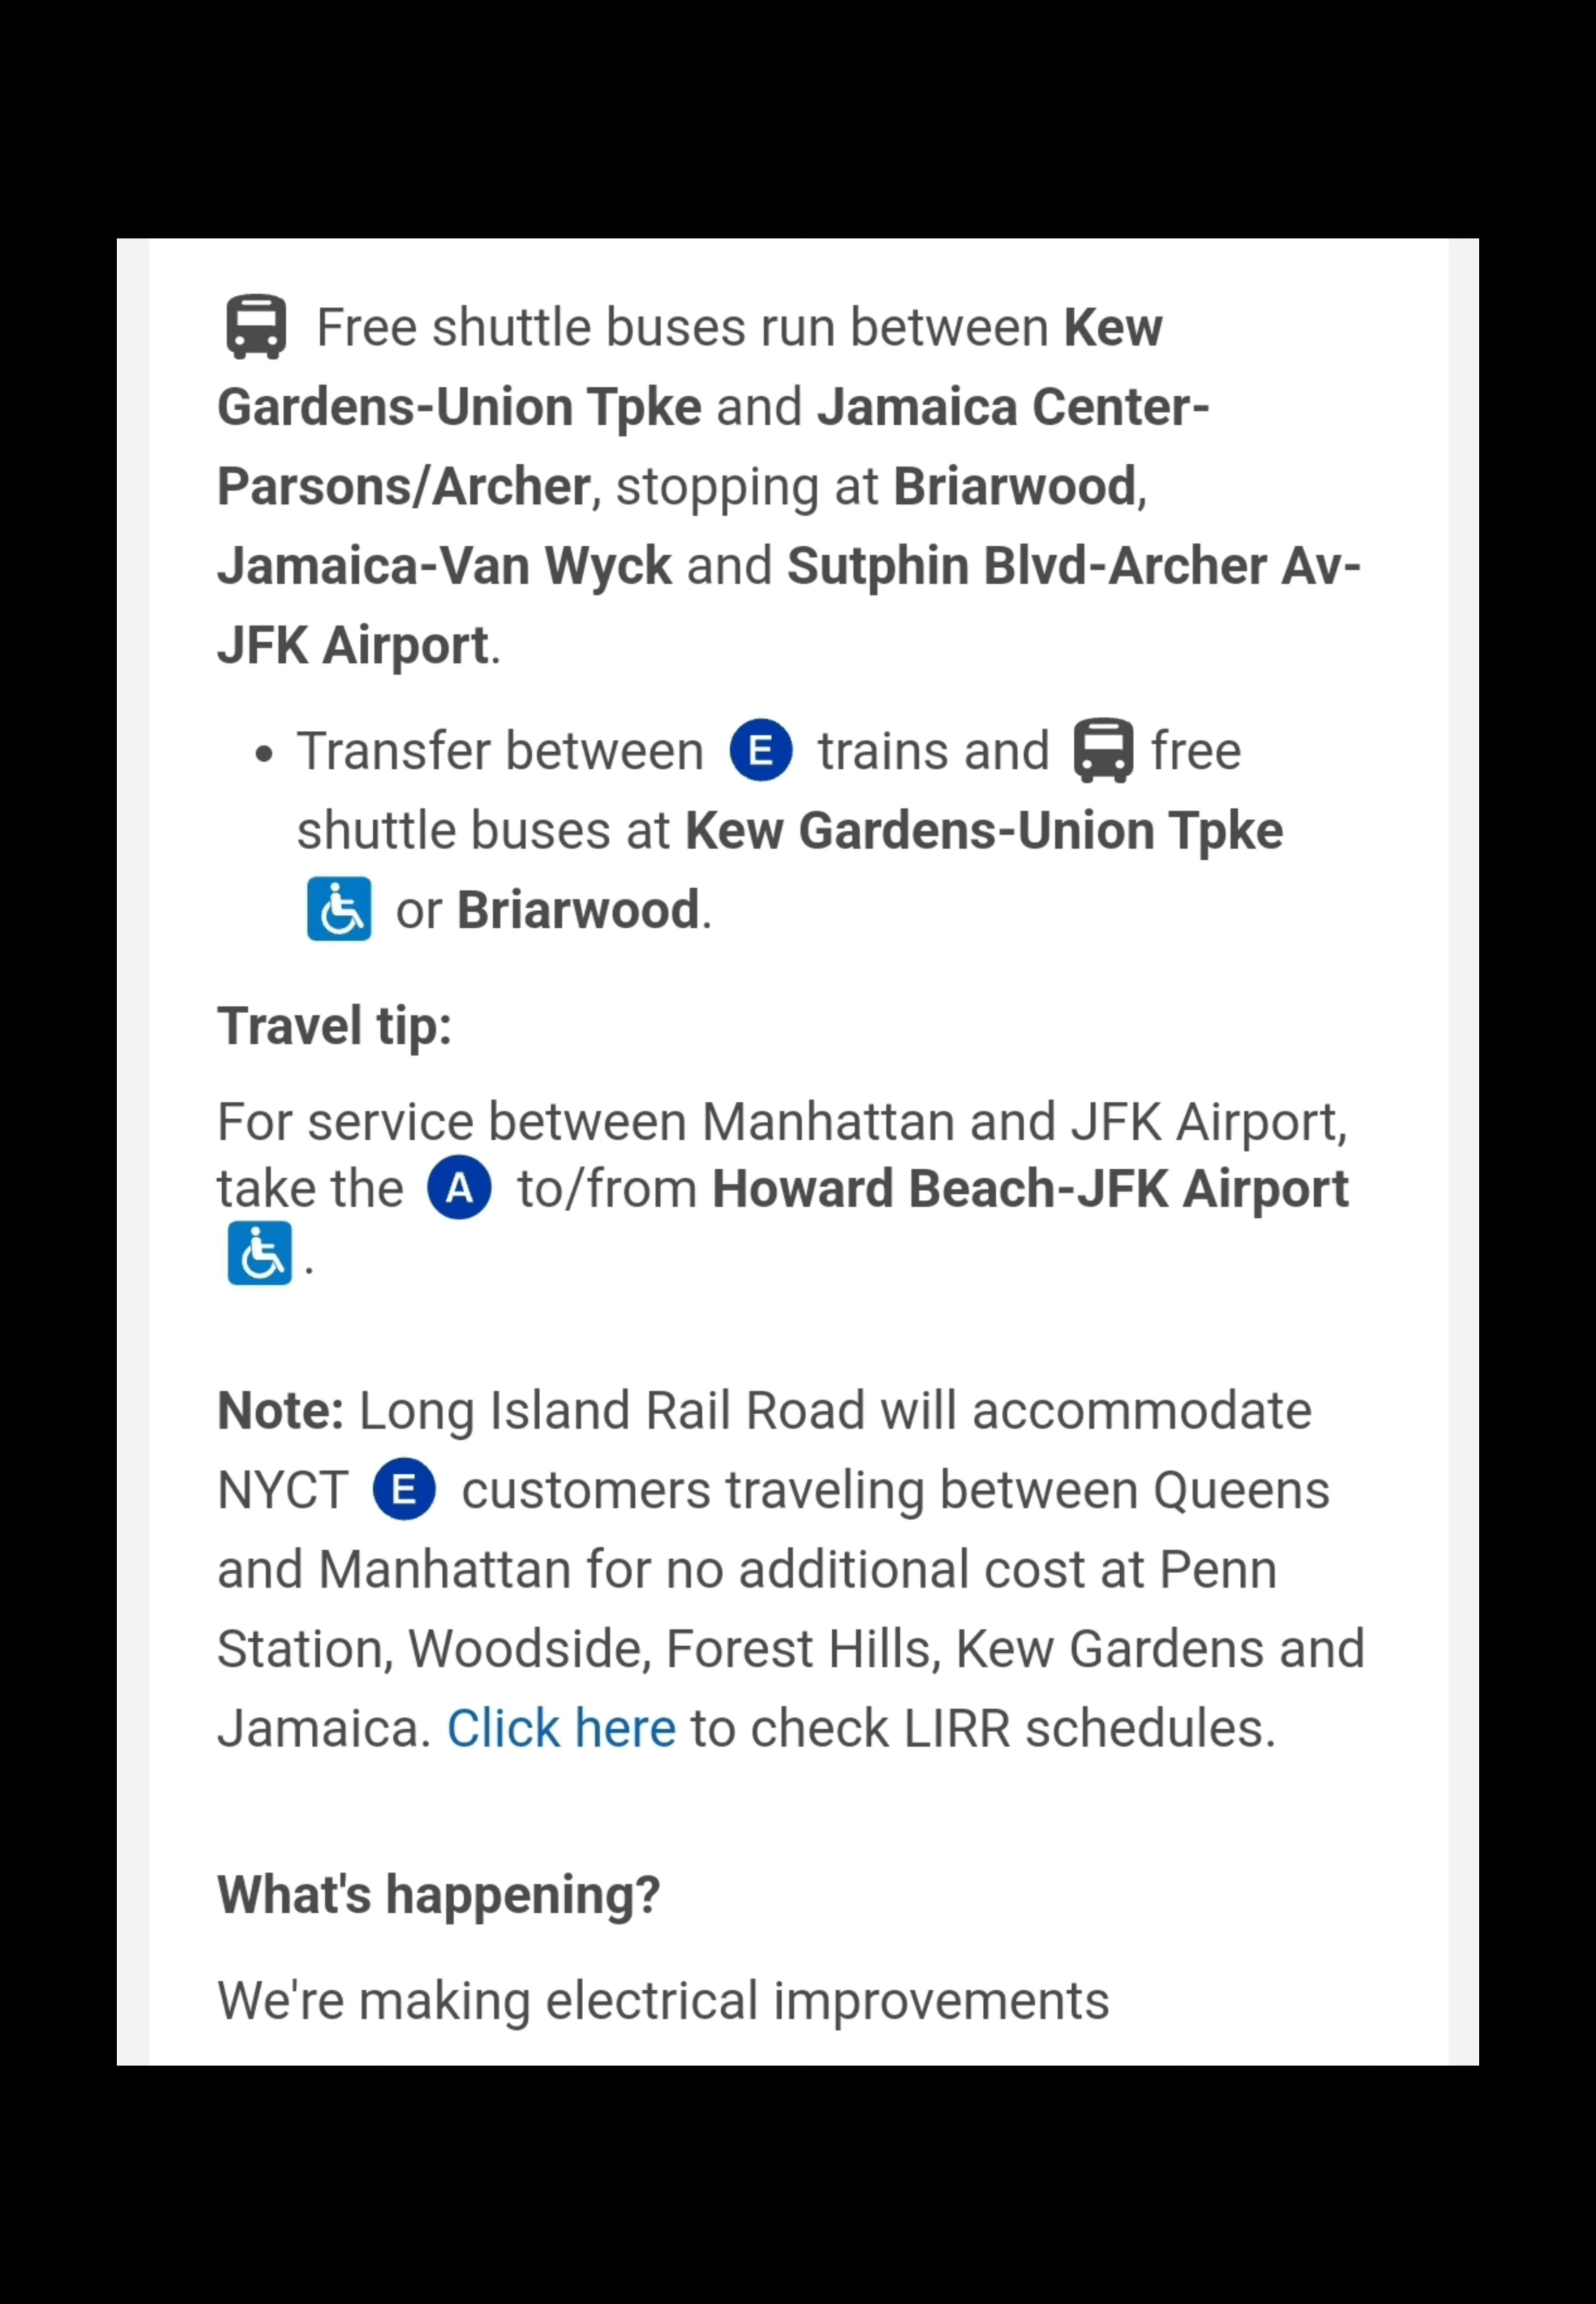 Free shuttle buses run between Kew
Gardens-Union Tpke and Jamaica Center-
Parsons/Archer, stopping at Briarwood,
Jamaica-Van Wyck and Sutphin Blvd-Archer Av-
JFK Airport.
• Transfer between E trains and free
shuttle buses at Kew Gardens-Union Tpke
or Briarwood.
Travel tip:
For service between Manhattan and JFK Airport,
take the A to/from Howard Beach-JFK Airport
.
Note: Long Island Rail Road will accommodate
NYCT E customers traveling between Queens
and Manhattan for no additional cost at Penn
Station, Woodside, Forest Hills, Kew Gardens and
Jamaica. Click here to check LIRR schedules.
What's happening?
We're making electrical improvements